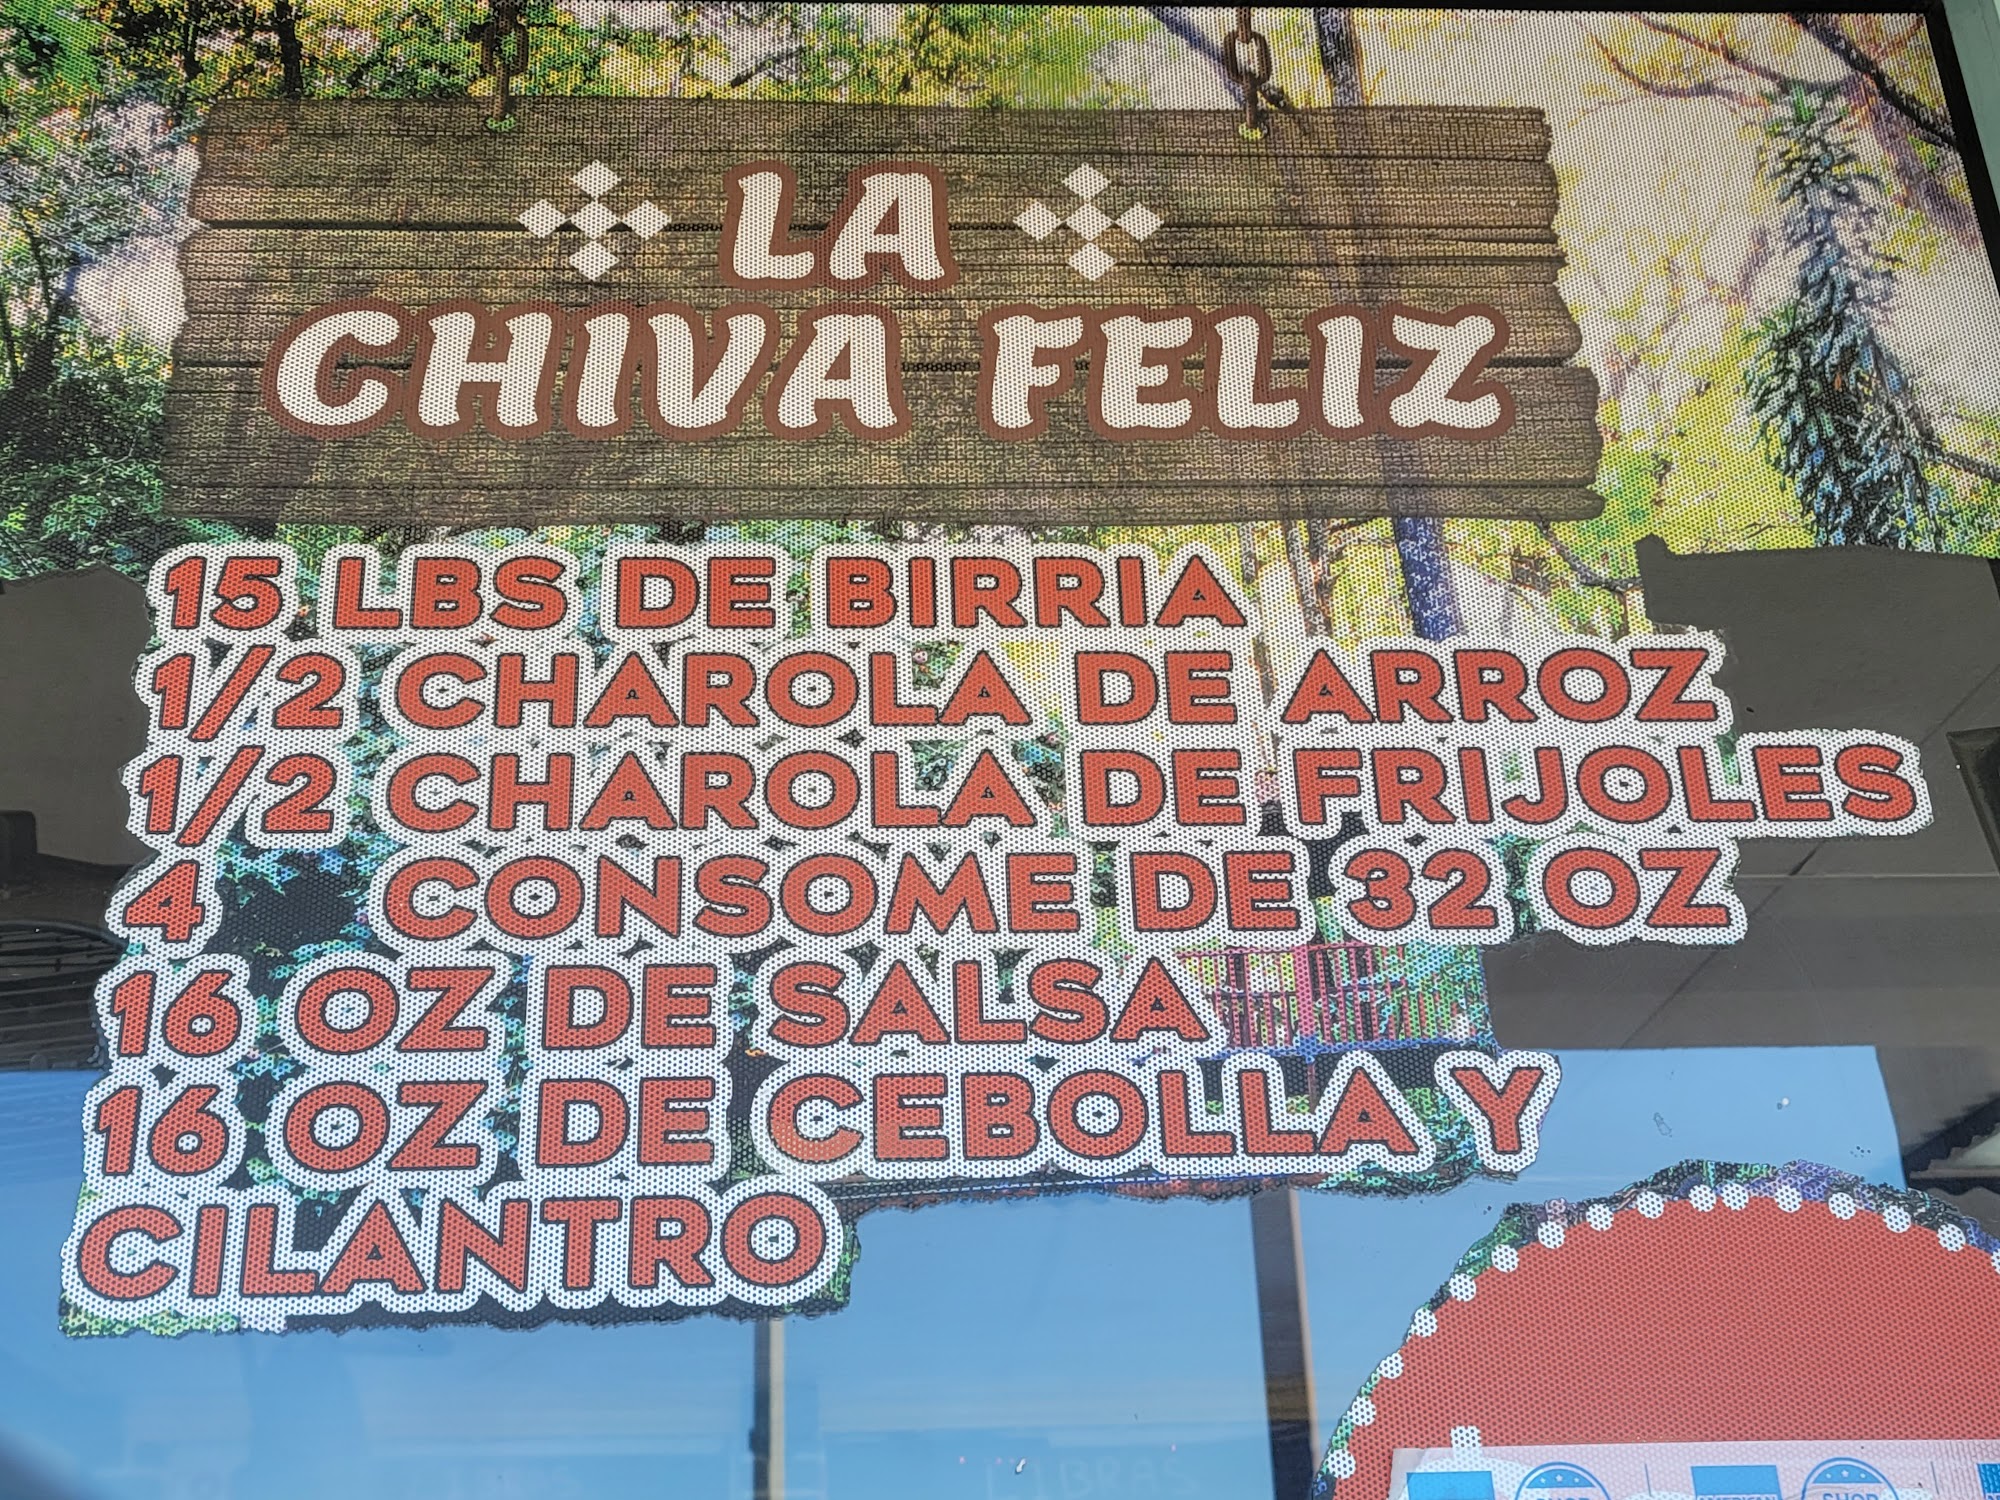 LA
CHIVA FELIZ
15 LBS DE BIRRIA
1/2 CHAROLA DE ARROZ
1/2 CHAROLA DE FRIJOLES
4 CONSOME DE 32 OZ
16 OZ DE SALSA
16 OZ DE CEBOLLA Y
CILANTRO